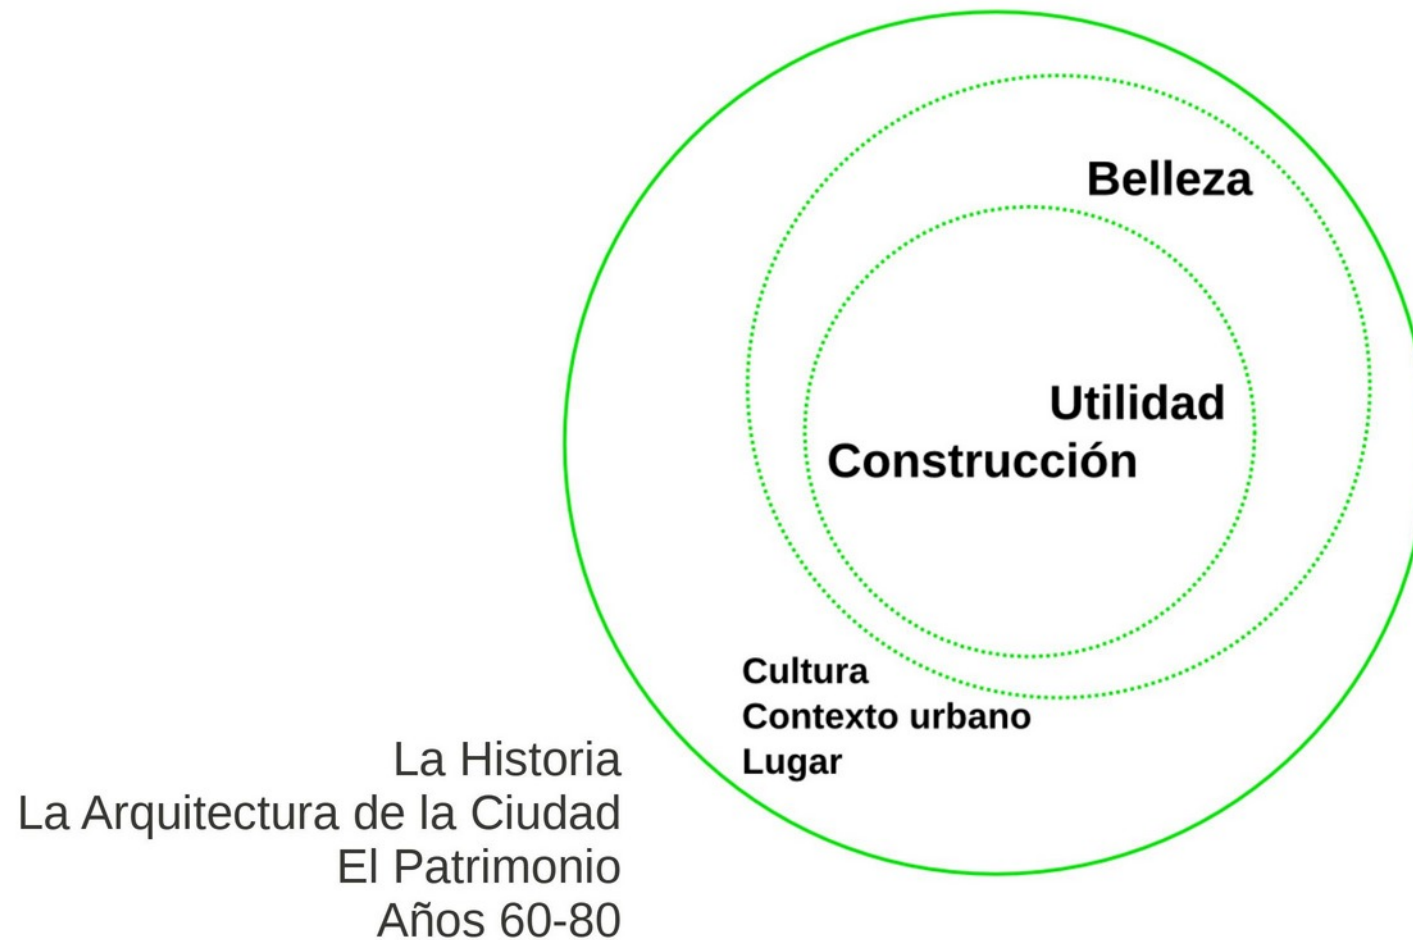 Belleza
Utilidad
Construcción
Cultura
Contexto urbano
Lugar
La Historia
La Arquitectura de la Ciudad
El Patrimonio
Años 60-80